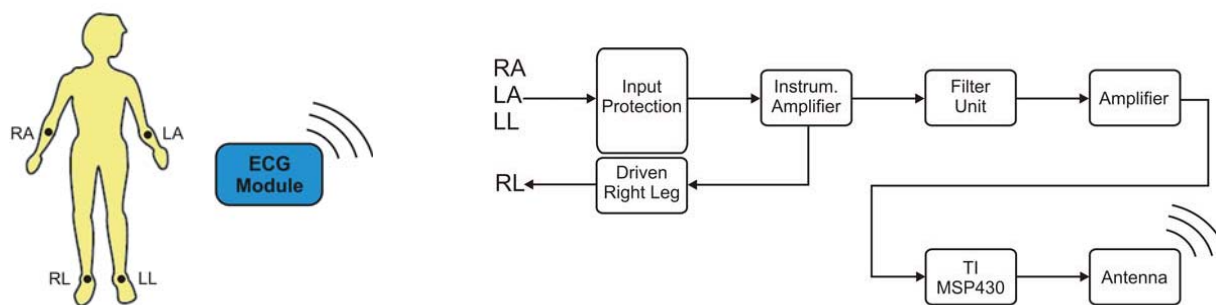 RA
LA
ECG
Module
RL
LL
RA
LA
LL
Input
Protection
Instrum.
Amplifier
Filter
Unit
Amplifier
RL
Driven
Right Leg
TI
MSP430
Antenna